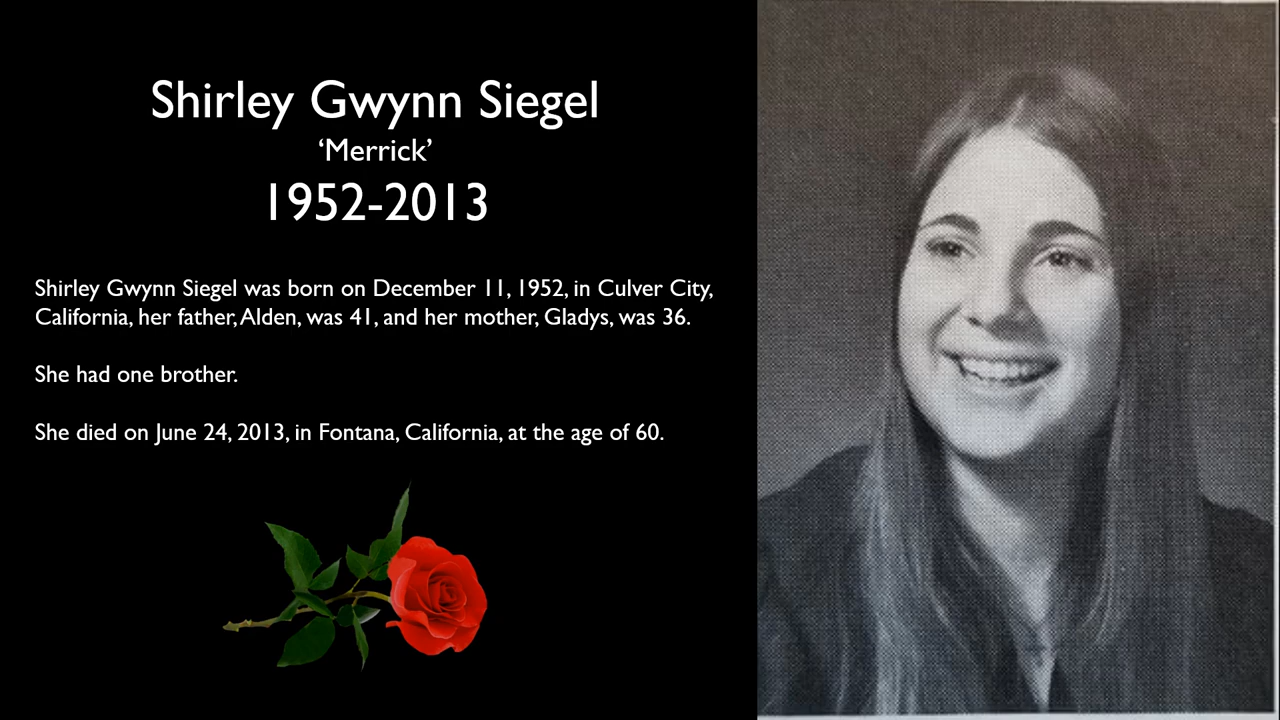 Shirley Gwynn Siegel
‘Merrick’
1952-2013
Shirley Gwynn Siegel was born on December 11, 1952, in Culver City,
California, her father, Alden, was 41, and her mother, Gladys, was 36.
She had one brother.
She died on June 24, 2013, in Fontana, California, at the age of 60.